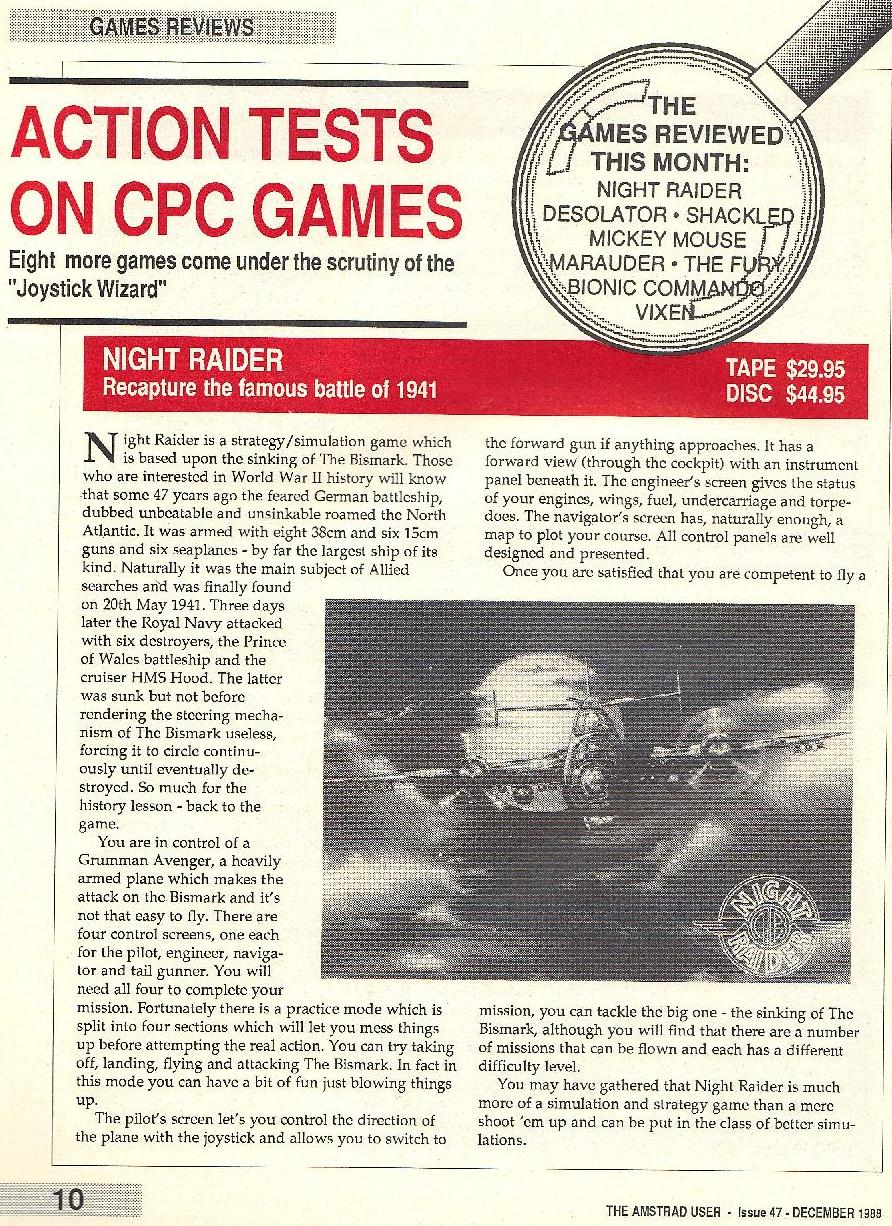 GAMES REVIEWS
ACTION TESTS
ON CPC GAMES
Eight more games come under the scrutiny of the
"Joystick Wizard"
THE
GAMES REVIEWED
THIS MONTH:
NIGHT RAIDER
DESOLATOR • SHACKLED
MICKEY MOUSE
MARAUDER • THE FURY
BIONIC COMMANDO
VIXEN
NIGHT RAIDER
Recapture the famous battle of 1941
TAPE $29.95
DISC $44.95
Night Raider is a strategy/simulation game which
is based upon the sinking of The Bismark. Those
who are interested in World War II history will know
that some 47 years ago the feared German battleship,
dubbed unbeatable and unsinkable roamed the North
Atlantic. It was armed with eight 38cm and six 15cm
guns and six seaplanes - by far the largest ship of its
kind. Naturally it was the main subject of Allied
searches and was finally found
on 20th May 1941. Three days
later the Royal Navy attacked
with six destroyers, the Prince
of Wales battleship and the
cruiser HMS Hood. The latter
was sunk but not before
rendering the steering mecha-
nism of The Bismark useless,
forcing it to circle continu-
ously until eventually de-
stroyed. So much for the
history lesson - back to the
game.
You are in control of a
Grumman Avenger, a heavily
armed plane which makes the
attack on the Bismark and it's
not that easy to fly. There are
four control screens, one each
for the pilot, engineer, naviga-
tor and tail gunner. You will
need all four to complete your
mission. Fortunately there is a practice mode which is
split into four sections which will let you mess things
up before attempting the real action. You can try taking
off, landing, flying and attacking The Bismark. In fact in
this mode you can have a bit of fun just blowing things
up.
The pilot's screen let's you control the direction of
the plane with the joystick and allows you to switch to
the forward gun if anything approaches. It has a
forward view (through the cockpit) with an instrument
panel beneath it. The engineer's screen gives the status
of your engines, wings, fuel, undercarriage and torpe-
does. The navigator's screen has, naturally enough, a
map to plot your course. All control panels are well
designed and presented.
Once you are satisfied that you are competent to fly a
NIGHT
RAIDER
mission, you can tackle the big one - the sinking of The
Bismark, although you will find that there are a number
of missions that can be flown and each has a different
difficulty level.
You may have gathered that Night Raider is much
more of a simulation and strategy game than a mere
shoot 'em up and can be put in the class of better simu-
lations.
10
THE AMSTRAD USER - Issue 47 - DECEMBER 1988